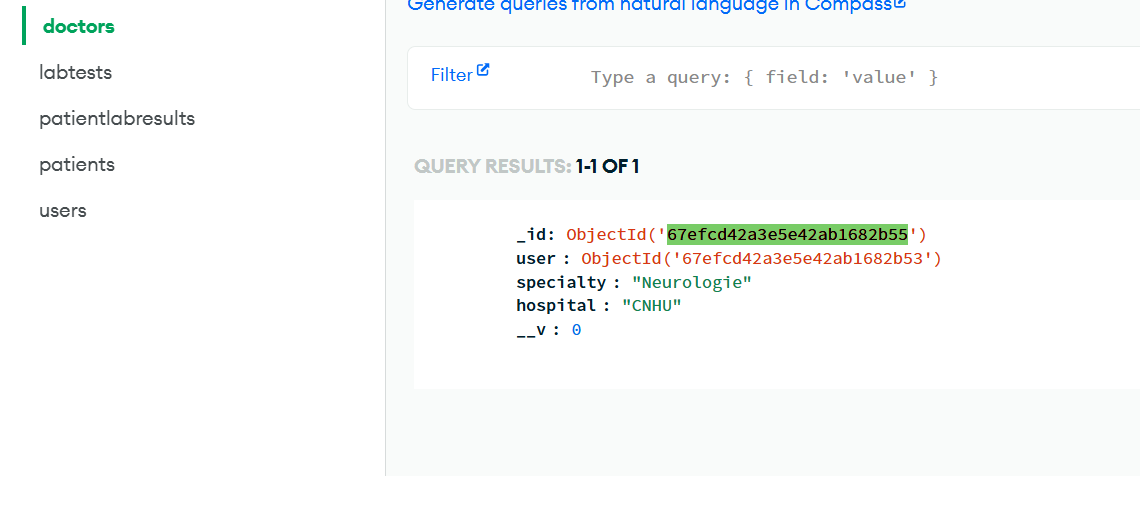 doctors
labtests
patientlabresults
patients
users
Generate queries from natural language in Compass
Filter
Type a query: { field: 'value' }
QUERY RESULTS: 1-1 OF 1
_id: ObjectId('67efcd42a3e5e42ab1682b55')
user : ObjectId('67efcd42a3e5e42ab1682b53')
specialty : "Neurologie"
hospital : "CNHU"
__v : 0